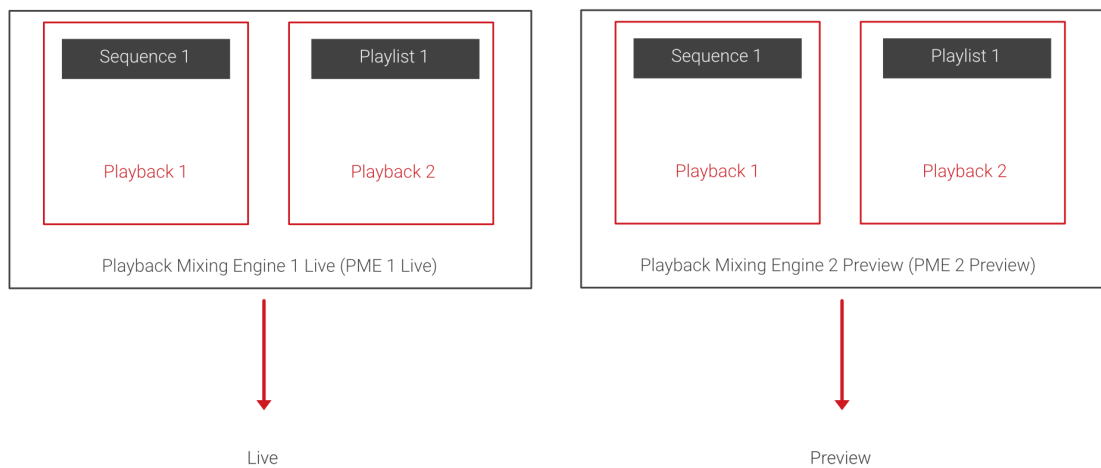 Sequence 1
Playlist 1
Playback 1
Playback 2
Playback Mixing Engine 1 Live (PME 1 Live)
Live
Sequence 1
Playlist 1
Playback 1
Playback 2
Playback Mixing Engine 2 Preview (PME 2 Preview)
Preview